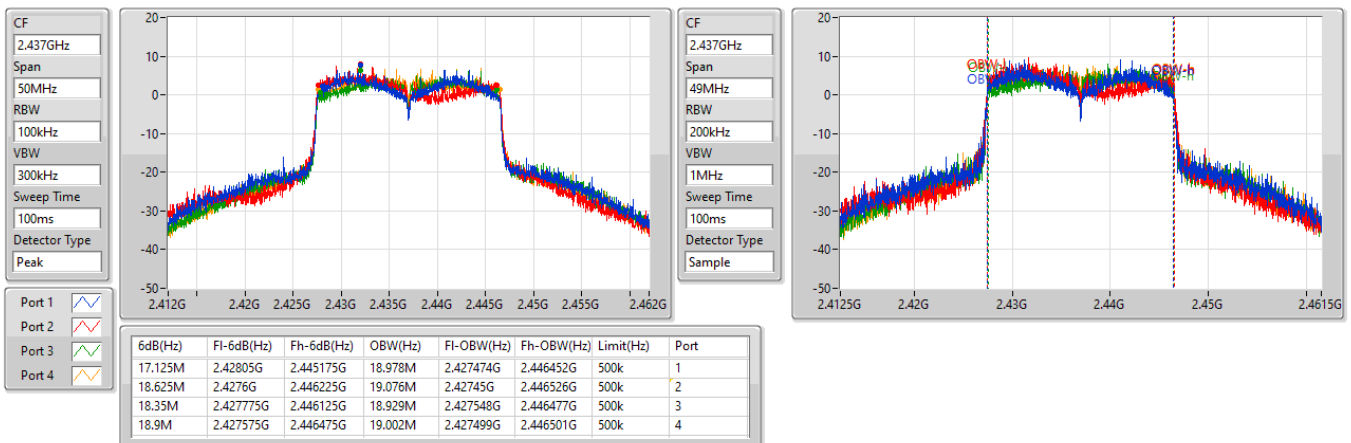 CF
2.437GHz
Span
50MHz
RBW
100kHz
VBW
300kHz
Sweep Time
100ms
Detector Type
Peak
20
10
0
-10
-20
-30
-40
-50
2.412G 2.42G 2.425G 2.43G 2.435G 2.44G 2.445G 2.45G 2.455G 2.462G
CF
2.437GHz
Span
49MHz
RBW
200kHz
VBW
1MHz
Sweep Time
100ms
Detector Type
Sample
20
10
0
-10
-20
-30
-40
-50
OBW-h
2.4125G 2.42G 2.43G 2.44G 2.45G 2.4615G
Port 1
Port 2
Port 3
Port 4
6dB(Hz) Fl-6dB(Hz) Fh-6dB(Hz) OBW(Hz) Fl-OBW(Hz) Fh-OBW(Hz) Limit(Hz) Port
17.125M 2.42805G 2.445175G 18.978M 2.427474G 2.446452G 500k 1
18.625M 2.4276G 2.446225G 19.076M 2.42745G 2.446526G 500k 2
18.35M 2.427775G 2.446125G 18.929M 2.427548G 2.446477G 500k 3
18.9M 2.427575G 2.446475G 19.002M 2.427499G 2.446501G 500k 4